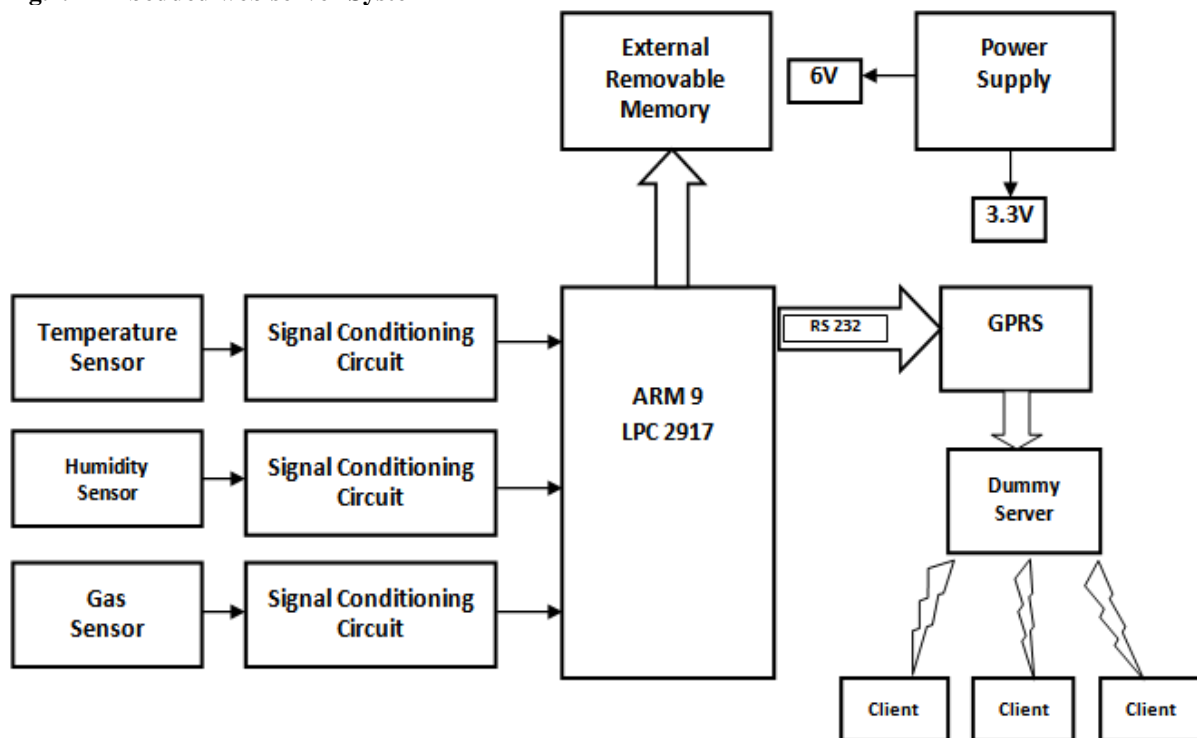 External
Removable
Memory
6V
Power
Supply
3.3V
Temperature
Sensor
Signal Conditioning
Circuit
ARM 9
LPC 2917
RS 232
GPRS
Humidity
Sensor
Signal Conditioning
Circuit
Dummy
Server
Gas
Sensor
Signal Conditioning
Circuit
Client
Client
Client